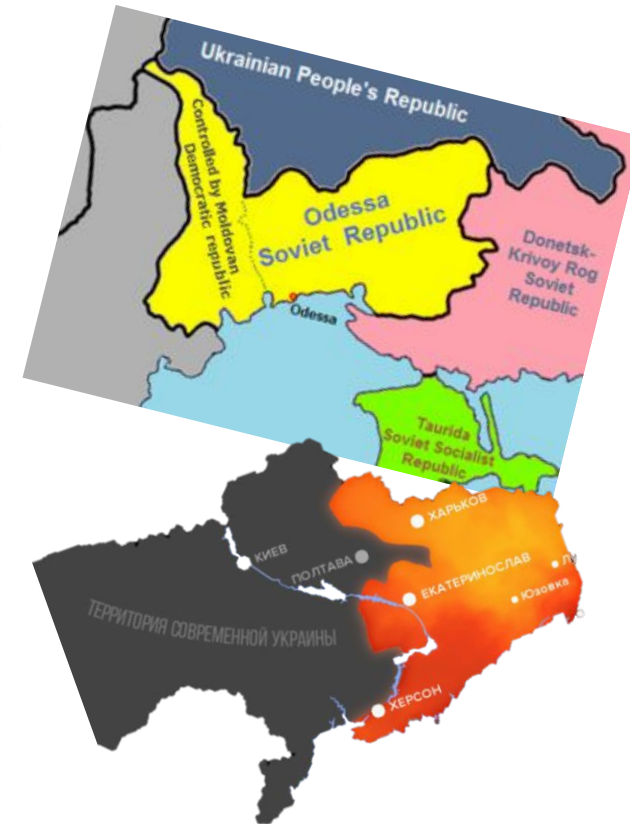 Ukrainian People's Republic
Controlled by Moldovan
Democratic republic
Odessa
Soviet Republic
Donetsk-
Krivoy Rog
Soviet
Republic
Odessa
Taurida
Soviet Socialist
Republic
ХАРЬКОВ
КИЕВ
ПОЛТАВА
ЕКАТЕРИНОСЛАВ
Юзовка
ТЕРРИТОРИЯ СОВРЕМЕННОЙ УКРАИНЫ
ХЕРСОН